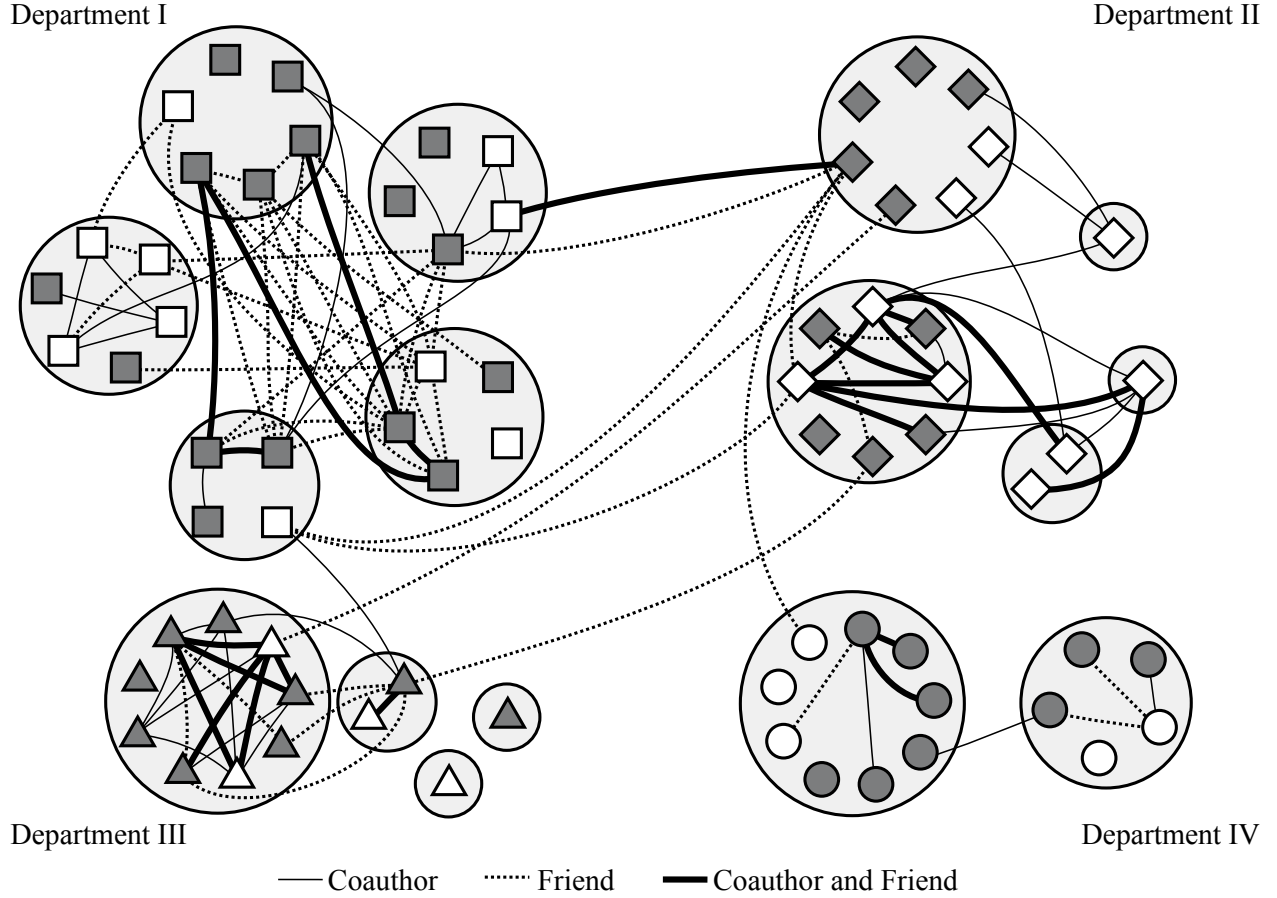 Department I
Department II
Department III
Department IV
Coauthor
Friend
Coauthor and Friend